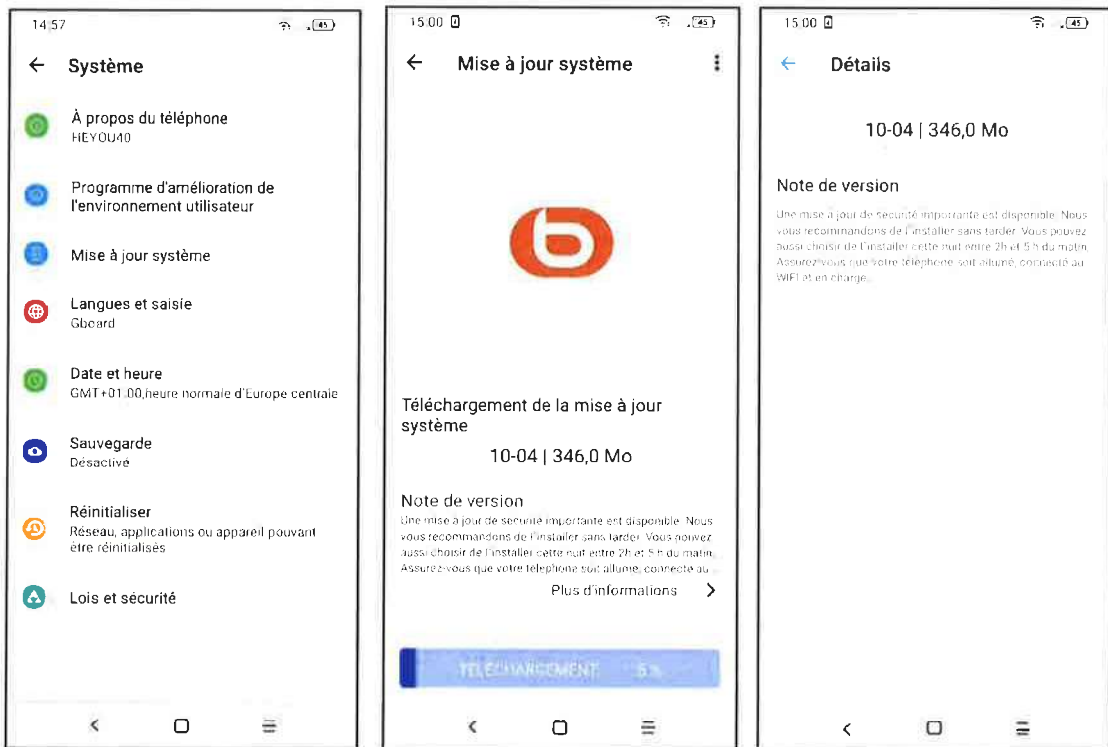 14:57
45
← Système
À propos du téléphone
HEYOU40
Programme d'amélioration de
l'environnement utilisateur
Mise à jour système
Langues et saisie
Gboard
Date et heure
GMT+01:00,heure normale d'Europe centrale
Sauvegarde
Désactivé
Réinitialiser
Réseau, applications ou appareil pouvant
être réinitialisés
Lois et sécurité
15:00
45
← Mise à jour système
b
Téléchargement de la mise à jour
système
10-04 | 346,0 Mo
Note de version
Une mise à jour de sécurité importante est disponible. Nous
vous recommandons de l'installer sans tarder. Vous pouvez
aussi choisir de l'installer cette nuit entre 2h et 5 h du matin.
Assurez-vous que votre téléphone soit allumé, connecté au ...
Plus d'informations >
TÉLÉCHARGEMENT 5 %
15:00
45
← Détails
10-04 | 346,0 Mo
Note de version
Une mise à jour de sécurité importante est disponible. Nous
vous recommandons de l'installer sans tarder. Vous pouvez
aussi choisir de l'installer cette nuit entre 2h et 5 h du matin.
Assurez-vous que votre téléphone soit allumé, connecté au
WIFI et en charge.